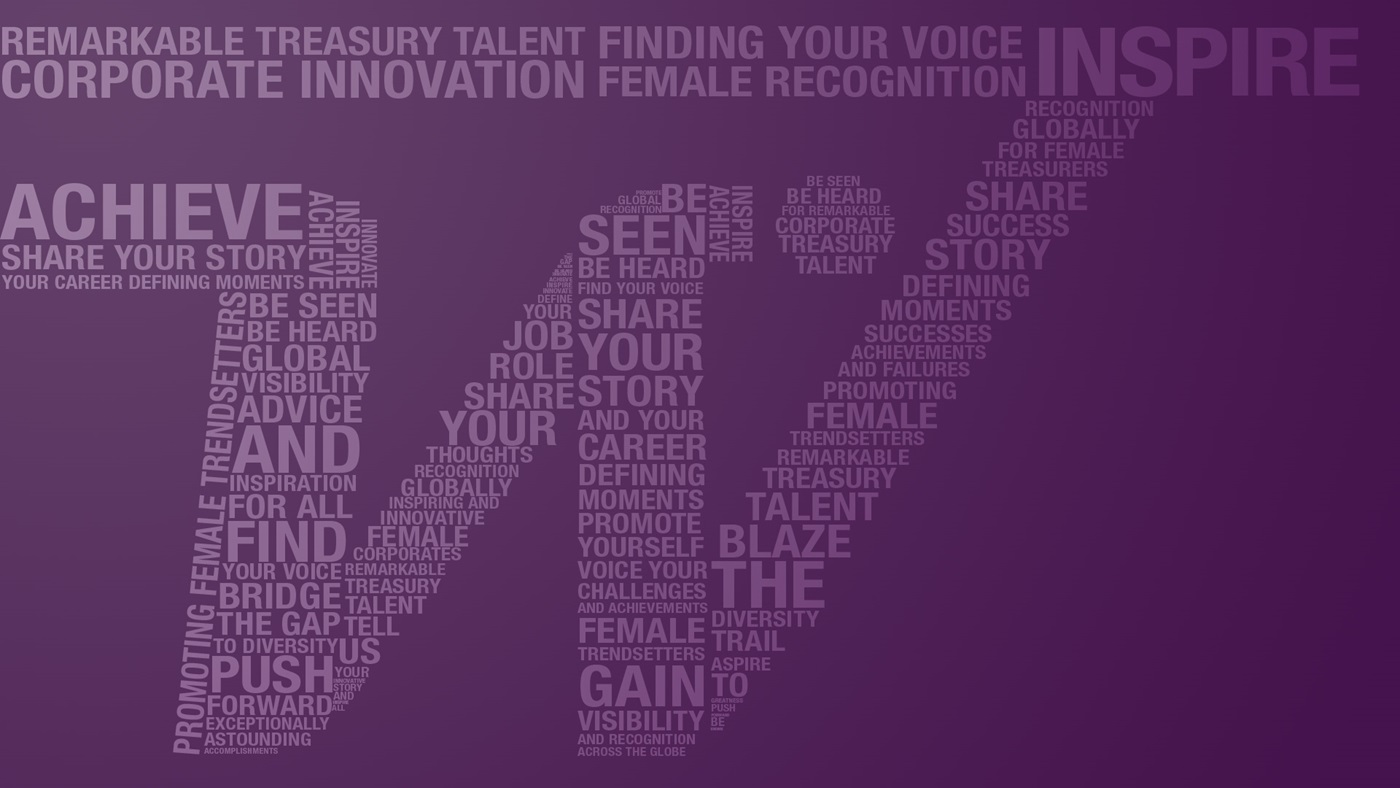 REMARKABLE TREASURY TALENT
CORPORATE INNOVATION
FINDING YOUR VOICE
FEMALE RECOGNITION
INSPIRE
ACHIEVE
SHARE YOUR STORY
YOUR CAREER DEFINING MOMENTS
ACHIEVE
INSPIRE
INNOVATE
PROMOTING FEMALE TRENDSETTERS
BE SEEN
BE HEARD
GLOBAL
VISIBILITY
ADVICE
AND
INSPIRATION
FOR ALL
FIND
YOUR VOICE
BRIDGE
THE GAP
TO DIVERSITY
PUSH
FORWARD
EXCEPTIONALLY
ASTOUNDING
ACCOMPLISHMENTS
ACHIEVE
INSPIRE
INNOVATE
DEFINE
YOUR
JOB
ROLE
SHARE
YOUR
THOUGHTS
RECOGNITION
GLOBALLY
INSPIRING AND
INNOVATIVE
FEMALE
CORPORATES
REMARKABLE
TREASURY
TALENT
TELL
US
YOUR
INNOVATIVE
STORY
AND
INSPIRE
ALL
PROMOTE
GLOBAL
RECOGNITION
BE
SEEN
BE HEARD
FIND YOUR VOICE
SHARE
YOUR
STORY
AND YOUR
CAREER
DEFINING
MOMENTS
PROMOTE
YOURSELF
VOICE YOUR
CHALLENGES
AND ACHIEVEMENTS
FEMALE
TRENDSETTERS
GAIN
VISIBILITY
AND RECOGNITION
ACROSS THE GLOBE
ACHIEVE
INSPIRE
BE SEEN
BE HEARD
FOR REMARKABLE
CORPORATE
TREASURY
TALENT
RECOGNITION
GLOBALLY
FOR FEMALE
TREASURERS
SHARE
SUCCESS
STORY
DEFINING
MOMENTS
SUCCESSES
ACHIEVEMENTS
AND FAILURES
PROMOTING
FEMALE
TRENDSETTERS
REMARKABLE
TREASURY
TALENT
BLAZE
THE
DIVERSITY
TRAIL
ASPIRE
TO
GREATNESS
PUSH
BE